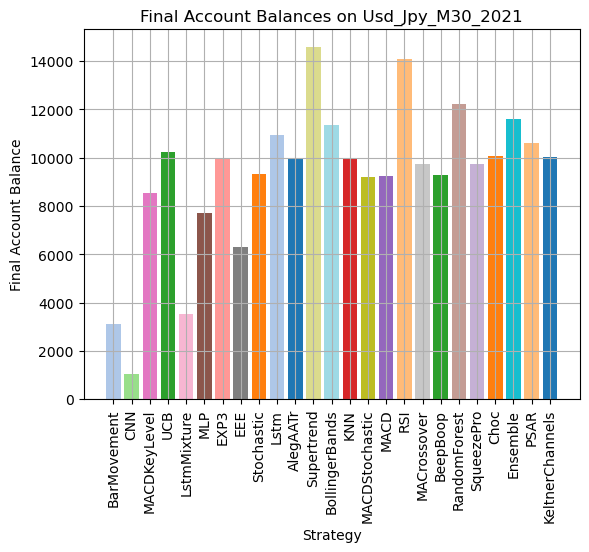 Final Account Balances on Usd_Jpy_M30_2021
Final Account Balance
14000
12000
10000
8000
6000
4000
2000
0
BarMovement
CNN
MACDKeyLevel
UCB
LstmMixture
MLP
EXP3
EEE
Stochastic
Lstm
AlegAATr
Supertrend
BollingerBands
KNN
MACDStochastic
MACD
RSI
MACrossover
BeepBoop
RandomForest
SqueezePro
Choc
Ensemble
PSAR
KeltnerChannels
Strategy